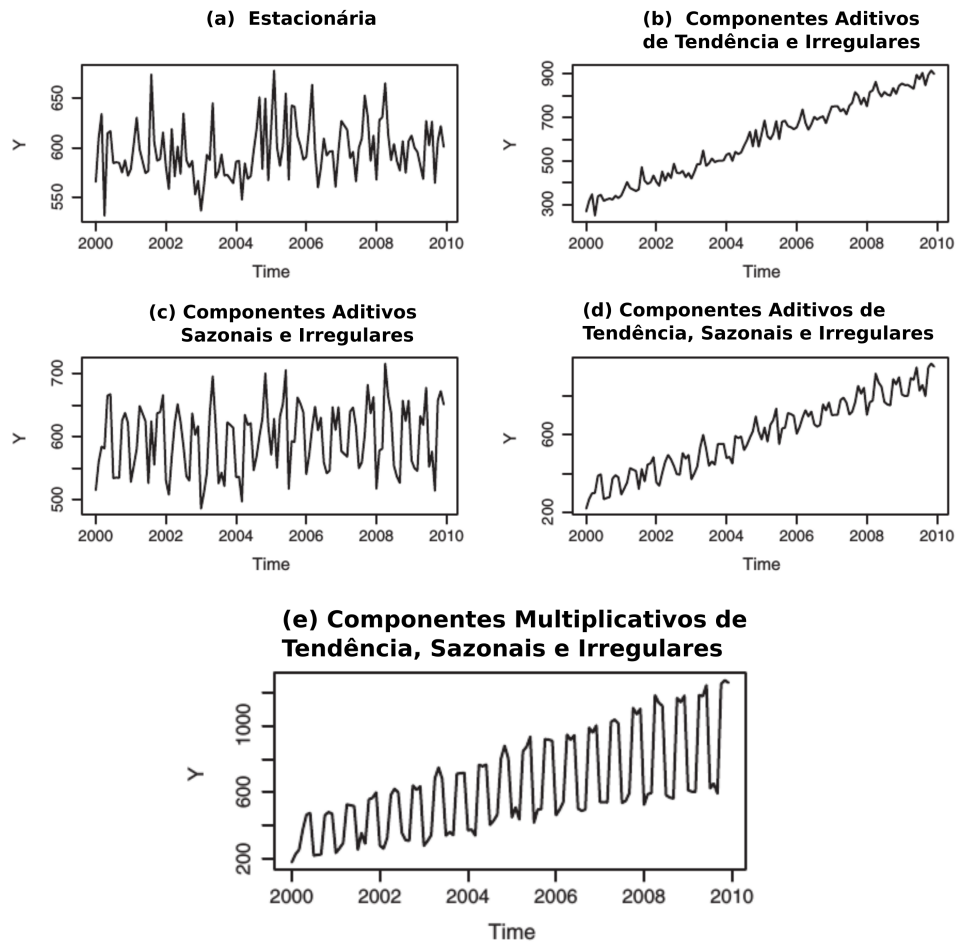 (a) Estacionária
650
600
550
Y
2000 2002 2004 2006 2008 2010
Time
(b) Componentes Aditivos
de Tendência e Irregulares
900
700
500
300
Y
2000 2002 2004 2006 2008 2010
Time
(c) Componentes Aditivos
Sazonais e Irregulares
700
600
500
Y
2000 2002 2004 2006 2008 2010
Time
(d) Componentes Aditivos de
Tendência, Sazonais e Irregulares
600
200
Y
2000 2002 2004 2006 2008 2010
Time
(e) Componentes Multiplicativos de
Tendência, Sazonais e Irregulares
1000
600
200
Y
2000 2002 2004 2006 2008 2010
Time